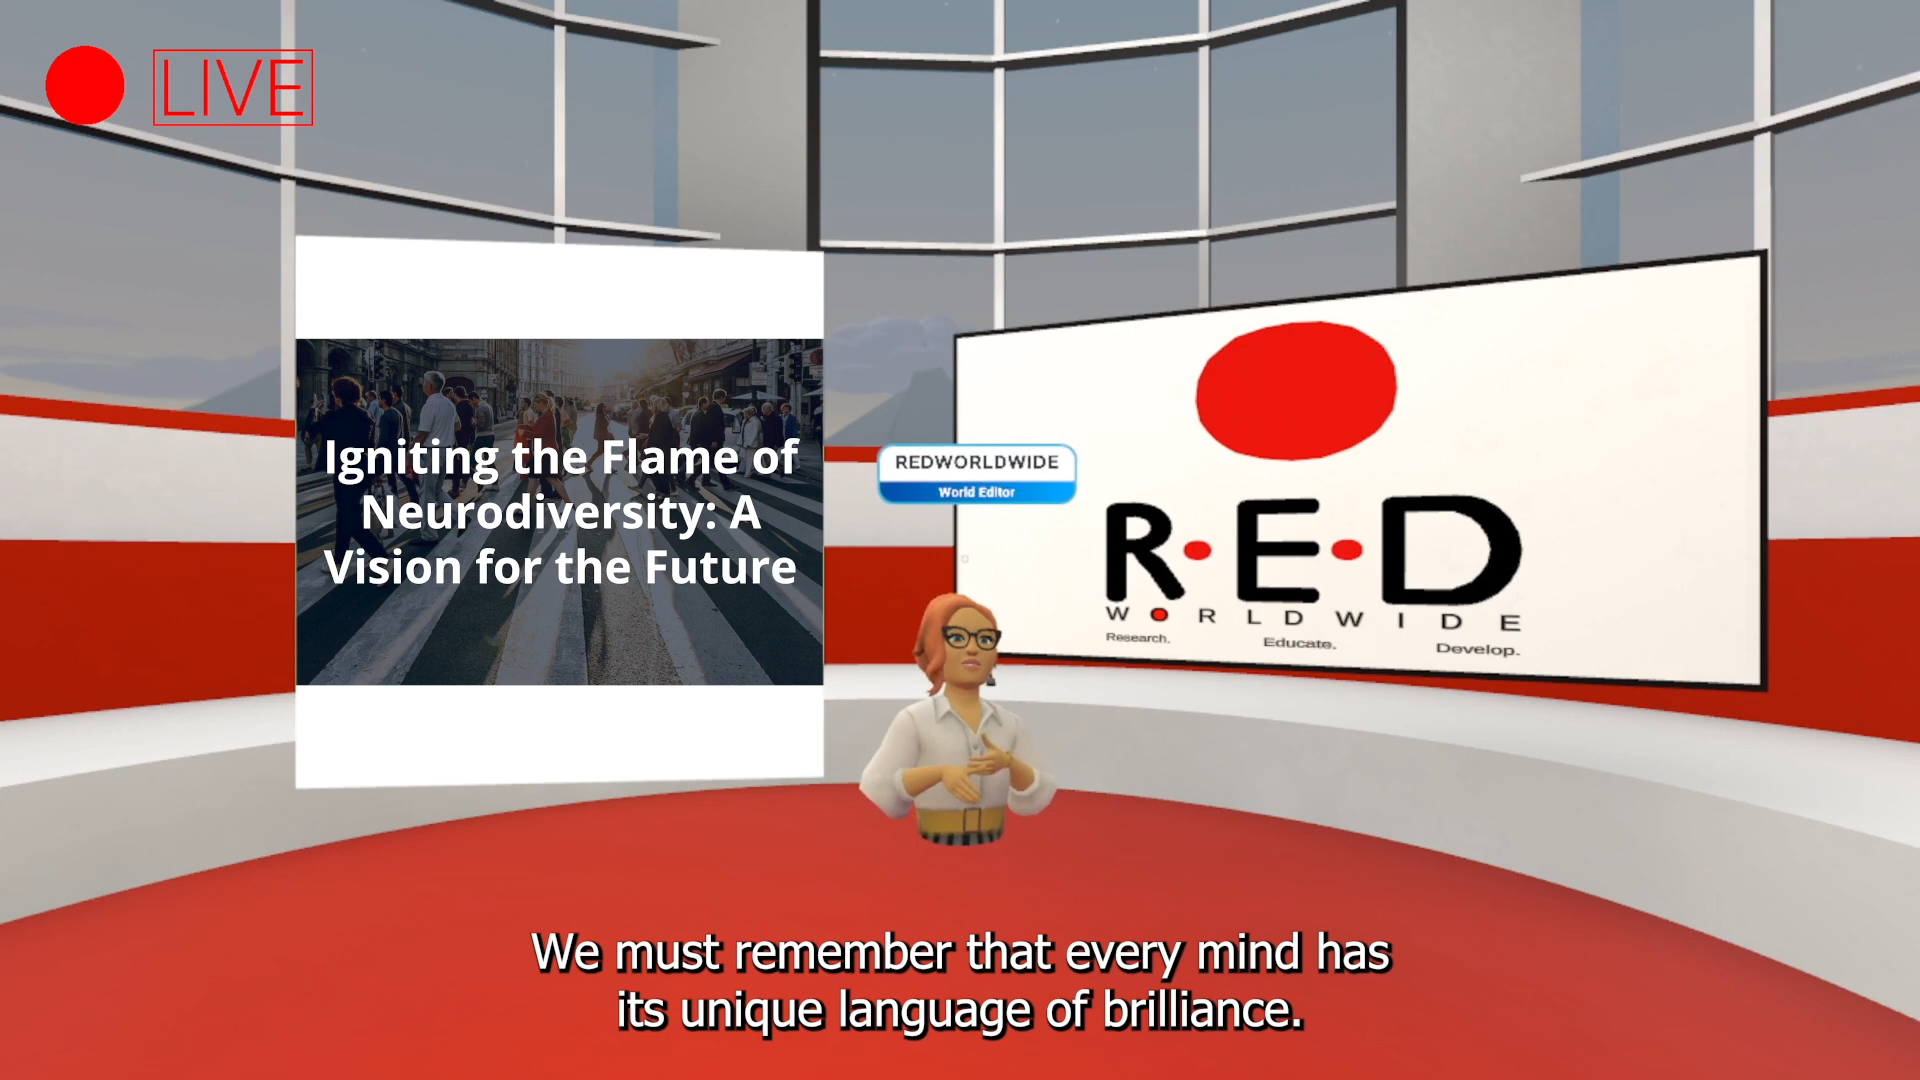 LIVE
Igniting the Flame of
Neurodiversity: A
Vision for the Future
REDWORLDWIDE
World Editor
R•E•D
WORLDWIDE
Research. Educate. Develop.
We must remember that every mind has
its unique language of brilliance.